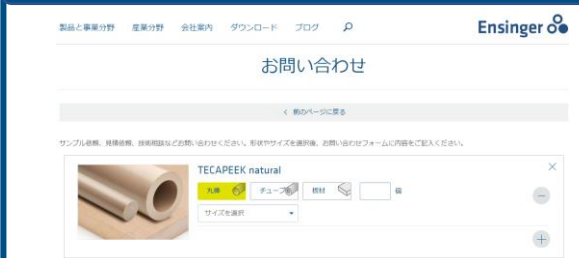 製品と事業分野 産業分野 会社案内 ダウンロード ブログ
Ensinger
お問い合わせ
< 前のページに戻る
サンプル依頼、見積依頼、技術相談などお問い合わせください。形状やサイズを選択後、お問い合わせフォームに内容をご記入ください。
TECAPEEK natural ×
丸棒 チューブ 板材 個
サイズを選択
−
+